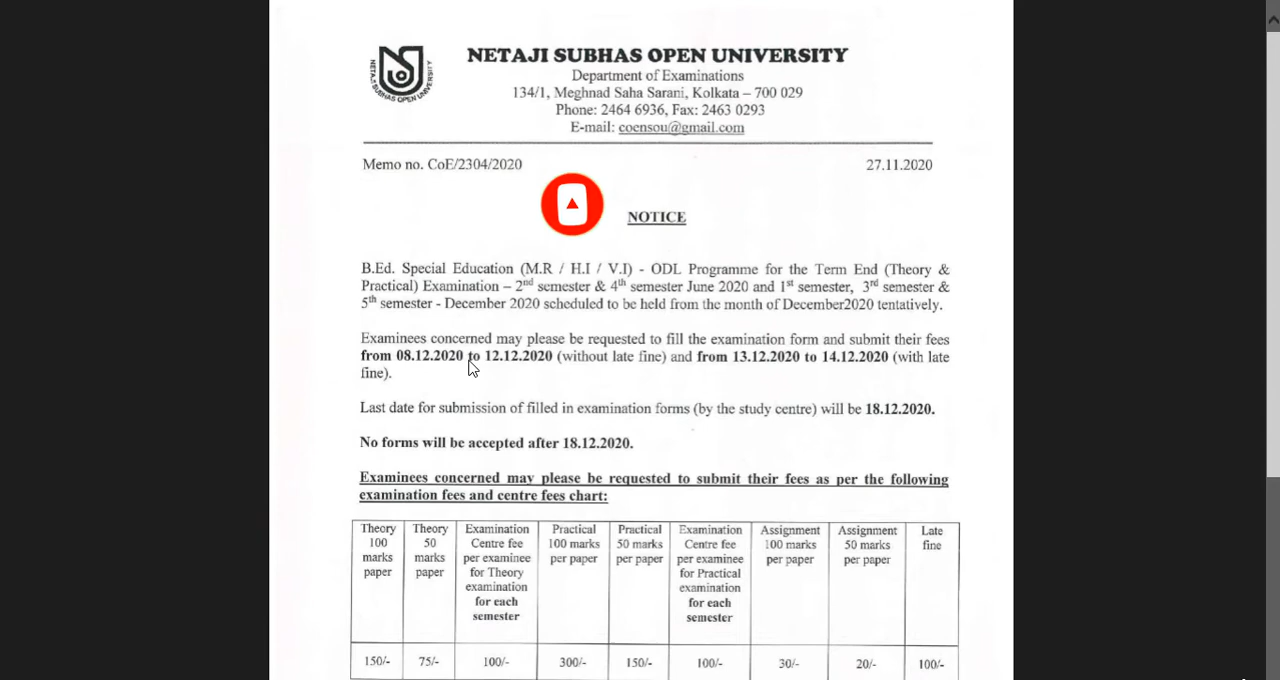 NETAJI SUBHAS OPEN UNIVERSITY
NETAJI SUBHAS OPEN UNIVERSITY
Department of Examinations
134/1, Meghnad Saha Sarani, Kolkata – 700 029
Phone: 2464 6936, Fax: 2463 0293
E-mail: coensou@gmail.com
Memo no. CoE/2304/2020 27.11.2020
NOTICE
B.Ed. Special Education (M.R / H.I / V.I) - ODL Programme for the Term End (Theory &
Practical) Examination – 2nd semester & 4th semester June 2020 and 1st semester, 3rd semester &
5th semester - December 2020 scheduled to be held from the month of December2020 tentatively.
Examinees concerned may please be requested to fill the examination form and submit their fees
from 08.12.2020 to 12.12.2020 (without late fine) and from 13.12.2020 to 14.12.2020 (with late
fine).
Last date for submission of filled in examination forms (by the study centre) will be 18.12.2020.
No forms will be accepted after 18.12.2020.
Examinees concerned may please be requested to submit their fees as per the following
examination fees and centre fees chart:
Theory 100 marks paper
Theory 50 marks paper
Examination Centre fee per examinee for Theory examination for each semester
Practical 100 marks per paper
Practical 50 marks per paper
Examination Centre fee per examinee for Practical examination for each semester
Assignment 100 marks per paper
Assignment 50 marks per paper
Late fine
150/- 75/- 100/- 300/- 150/- 100/- 30/- 20/- 100/-